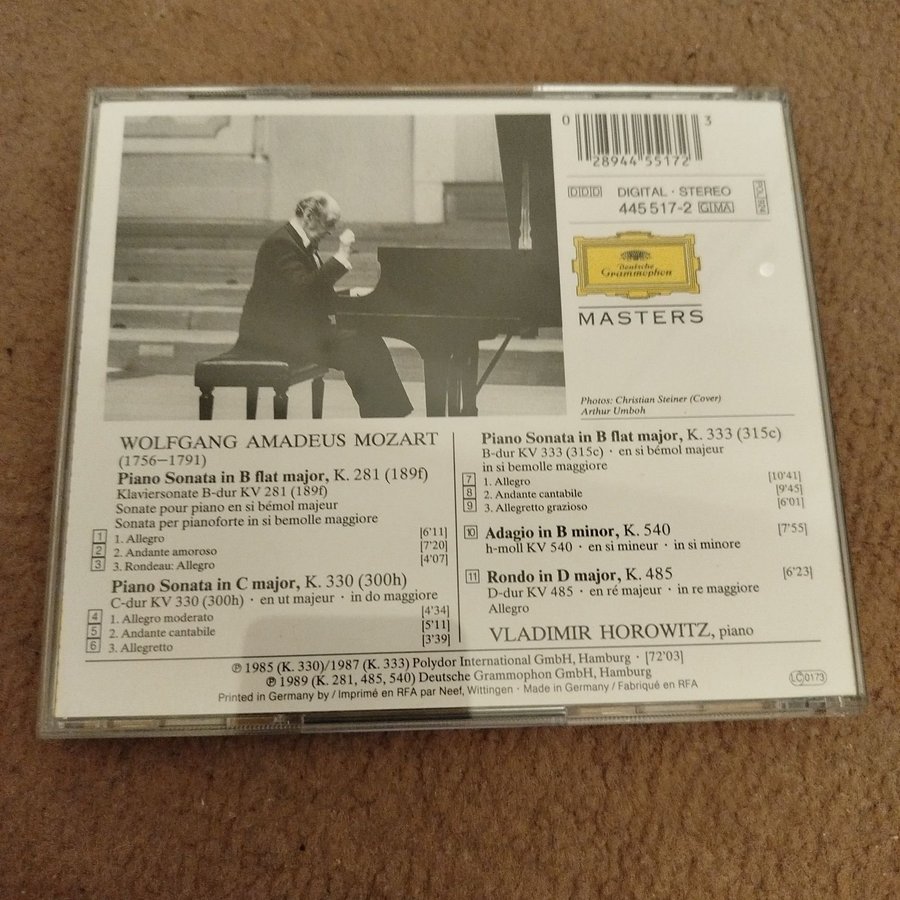 0 28944 55172 3
DDD DIGITAL · STEREO
445 517-2 GEMA
POL 924
Deutsche
Grammophon
MASTERS
Photos: Christian Steiner (Cover)
Arthur Umboh
WOLFGANG AMADEUS MOZART
(1756–1791)
Piano Sonata in B flat major, K. 281 (189f)
Klaviersonate B-dur KV 281 (189f)
Sonate pour piano en si bémol majeur
Sonata per pianoforte in si bemolle maggiore
1 1. Allegro [6'11]
2 2. Andante amoroso [7'20]
3 3. Rondeau: Allegro [4'07]
Piano Sonata in C major, K. 330 (300h)
C-dur KV 330 (300h) · en ut majeur · in do maggiore
4 1. Allegro moderato [4'34]
5 2. Andante cantabile [5'11]
6 3. Allegretto [3'39]
Piano Sonata in B flat major, K. 333 (315c)
B-dur KV 333 (315c) · en si bémol majeur
in si bemolle maggiore
7 1. Allegro [10'41]
8 2. Andante cantabile [9'45]
9 3. Allegretto grazioso [6'01]
10 Adagio in B minor, K. 540 [7'55]
h-moll KV 540 · en si mineur · in si minore
11 Rondo in D major, K. 485 [6'23]
D-dur KV 485 · en ré majeur · in re maggiore
Allegro
VLADIMIR HOROWITZ, piano
℗ 1985 (K. 330)/1987 (K. 333) Polydor International GmbH, Hamburg · [72'03]
℗ 1989 (K. 281, 485, 540) Deutsche Grammophon GmbH, Hamburg
Printed in Germany by / Imprimé en RFA par Neef, Wittingen · Made in Germany / Fabriqué en RFA
LC 0173